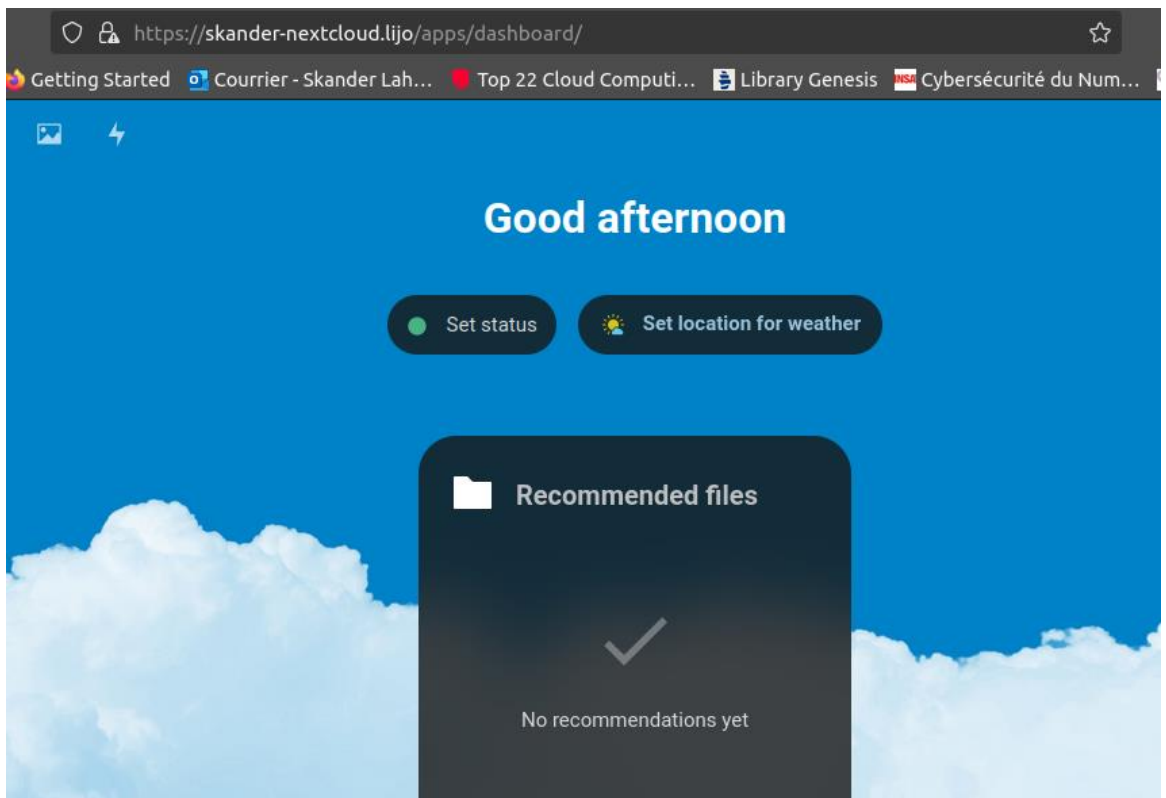 https://skander-nextcloud.lijo/apps/dashboard/
Getting Started Courrier - Skander Lah... Top 22 Cloud Computi... Library Genesis INSA Cybersécurité du Num...
Good afternoon
Set status Set location for weather
Recommended files
No recommendations yet